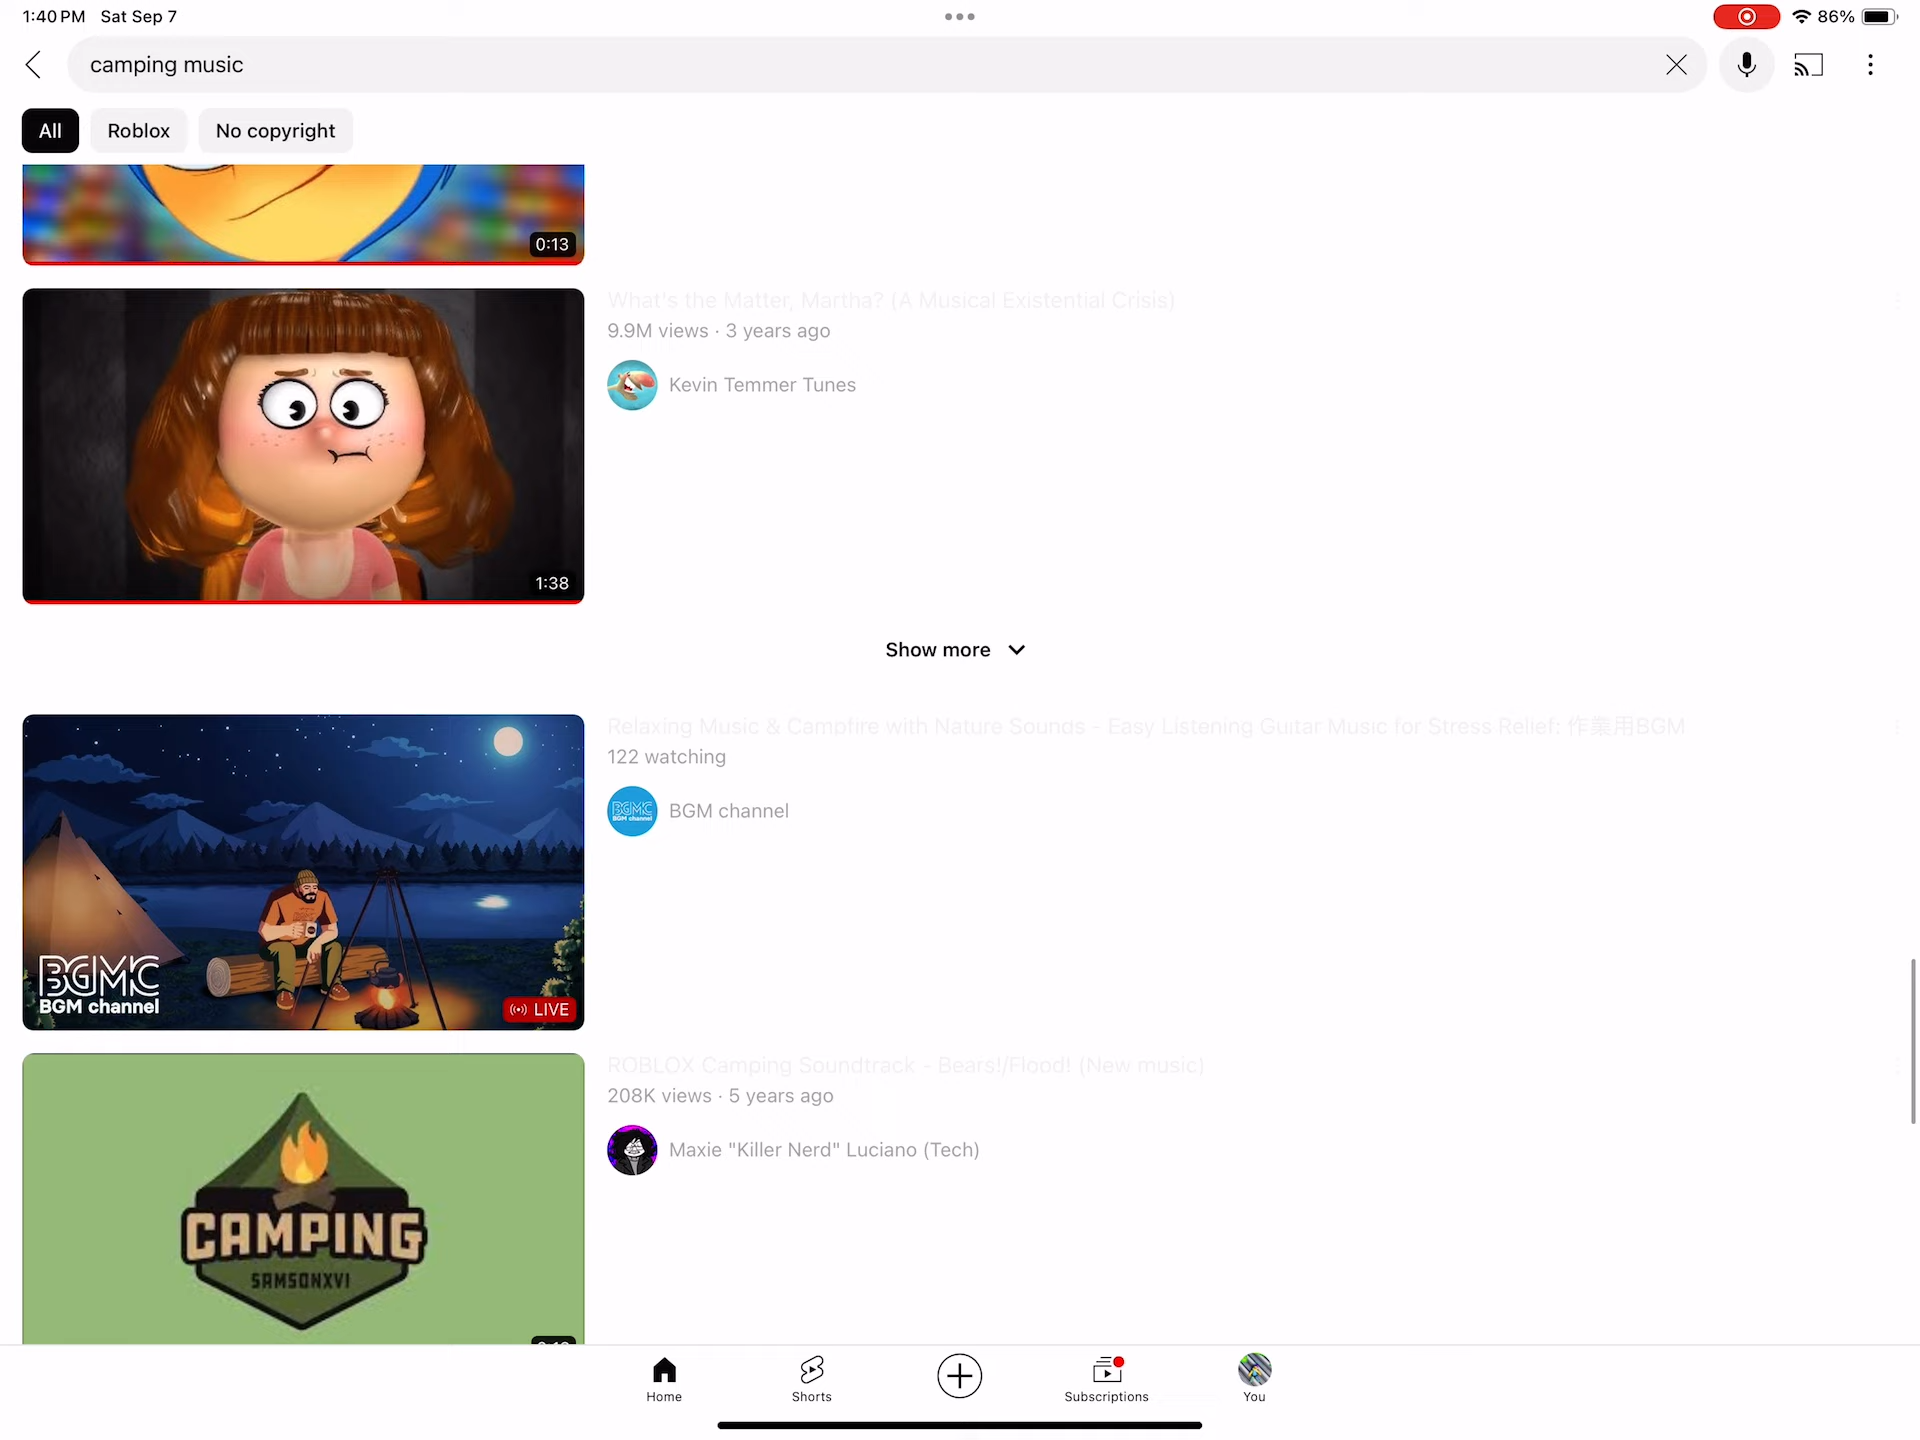 1:40 PM Sat Sep 7
86%
camping music
All
Roblox
No copyright
0:13
What's the Matter, Martha? (A Musical Existential Crisis)
9.9M views · 3 years ago
Kevin Temmer Tunes
1:38
Show more
Relaxing Music & Campfire with Nature Sounds - Easy Listening Guitar Music for Stress Relief: 作業用BGM
122 watching
BGMC
BGM channel
BGM channel
BGMC
BGM channel
LIVE
ROBLOX Camping Soundtrack - Bears!/Flood! (New music)
208K views · 5 years ago
Maxie "Killer Nerd" Luciano (Tech)
CAMPING
SAMSONXVI
Home
Shorts
Subscriptions
You